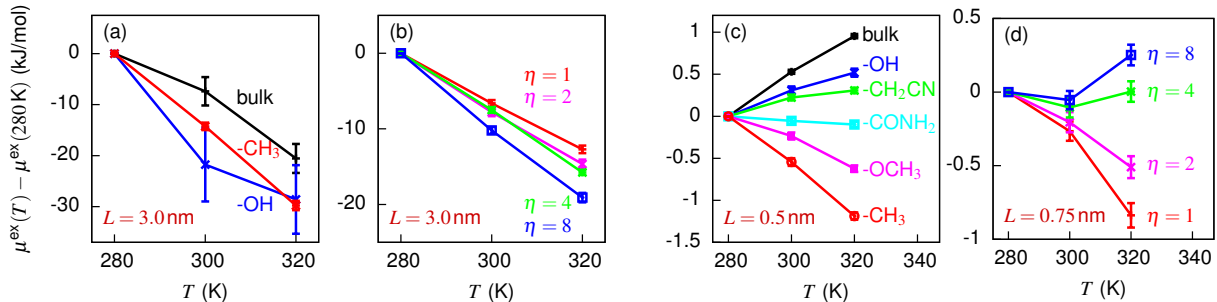 μ^ex(T) − μ^ex(280 K) (kJ/mol)
(a)
0
-10
-20
-30
bulk
-CH₃
-OH
L = 3.0 nm
280 300 320
T (K)
(b)
0
-10
-20
η = 1
η = 2
η = 4
η = 8
L = 3.0 nm
280 300 320
T (K)
(c)
1
0.5
0
-0.5
-1
-1.5
bulk
-OH
-CH₂CN
-CONH₂
-OCH₃
-CH₃
L = 0.5 nm
280 300 320 340
T (K)
(d)
0.5
0
-0.5
-1
η = 8
η = 4
η = 2
η = 1
L = 0.75 nm
280 300 320 340
T (K)